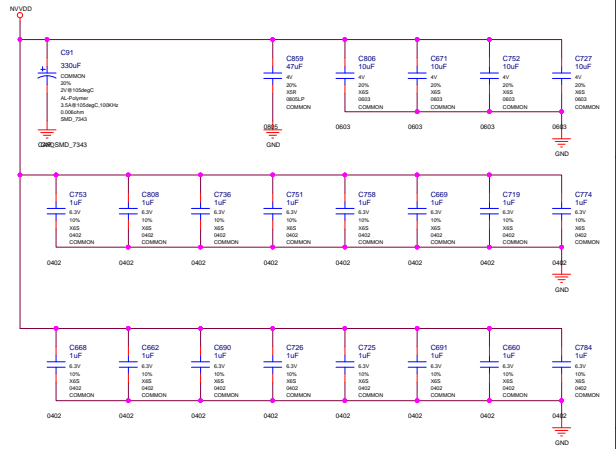 NVVDD
C91
330uF
COMMON
20%
2V@105degC
AL-Polymer
3.5A@105degC,100KHz
0.006ohm
SMD_7343
SMD_7343
GND
C859
47uF
4V
20%
X5R
0805LP
COMMON
0805
GND
C806
10uF
4V
20%
X6S
0603
COMMON
0603
C671
10uF
4V
20%
X6S
0603
COMMON
0603
C752
10uF
4V
20%
X6S
0603
COMMON
0603
C727
10uF
4V
20%
X6S
0603
COMMON
0603
GND
C753
1uF
6.3V
10%
X6S
0402
COMMON
0402
C808
1uF
6.3V
10%
X6S
0402
COMMON
0402
C736
1uF
6.3V
10%
X6S
0402
COMMON
0402
C751
1uF
6.3V
10%
X6S
0402
COMMON
0402
C758
1uF
6.3V
10%
X6S
0402
COMMON
0402
C669
1uF
6.3V
10%
X6S
0402
COMMON
0402
C719
1uF
6.3V
10%
X6S
0402
COMMON
0402
C774
1uF
6.3V
10%
X6S
0402
COMMON
0402
GND
C668
1uF
6.3V
10%
X6S
0402
COMMON
0402
C662
1uF
6.3V
10%
X6S
0402
COMMON
0402
C690
1uF
6.3V
10%
X6S
0402
COMMON
0402
C726
1uF
6.3V
10%
X6S
0402
COMMON
0402
C725
1uF
6.3V
10%
X6S
0402
COMMON
0402
C691
1uF
6.3V
10%
X6S
0402
COMMON
0402
C660
1uF
6.3V
10%
X6S
0402
COMMON
0402
C784
1uF
6.3V
10%
X6S
0402
COMMON
0402
GND